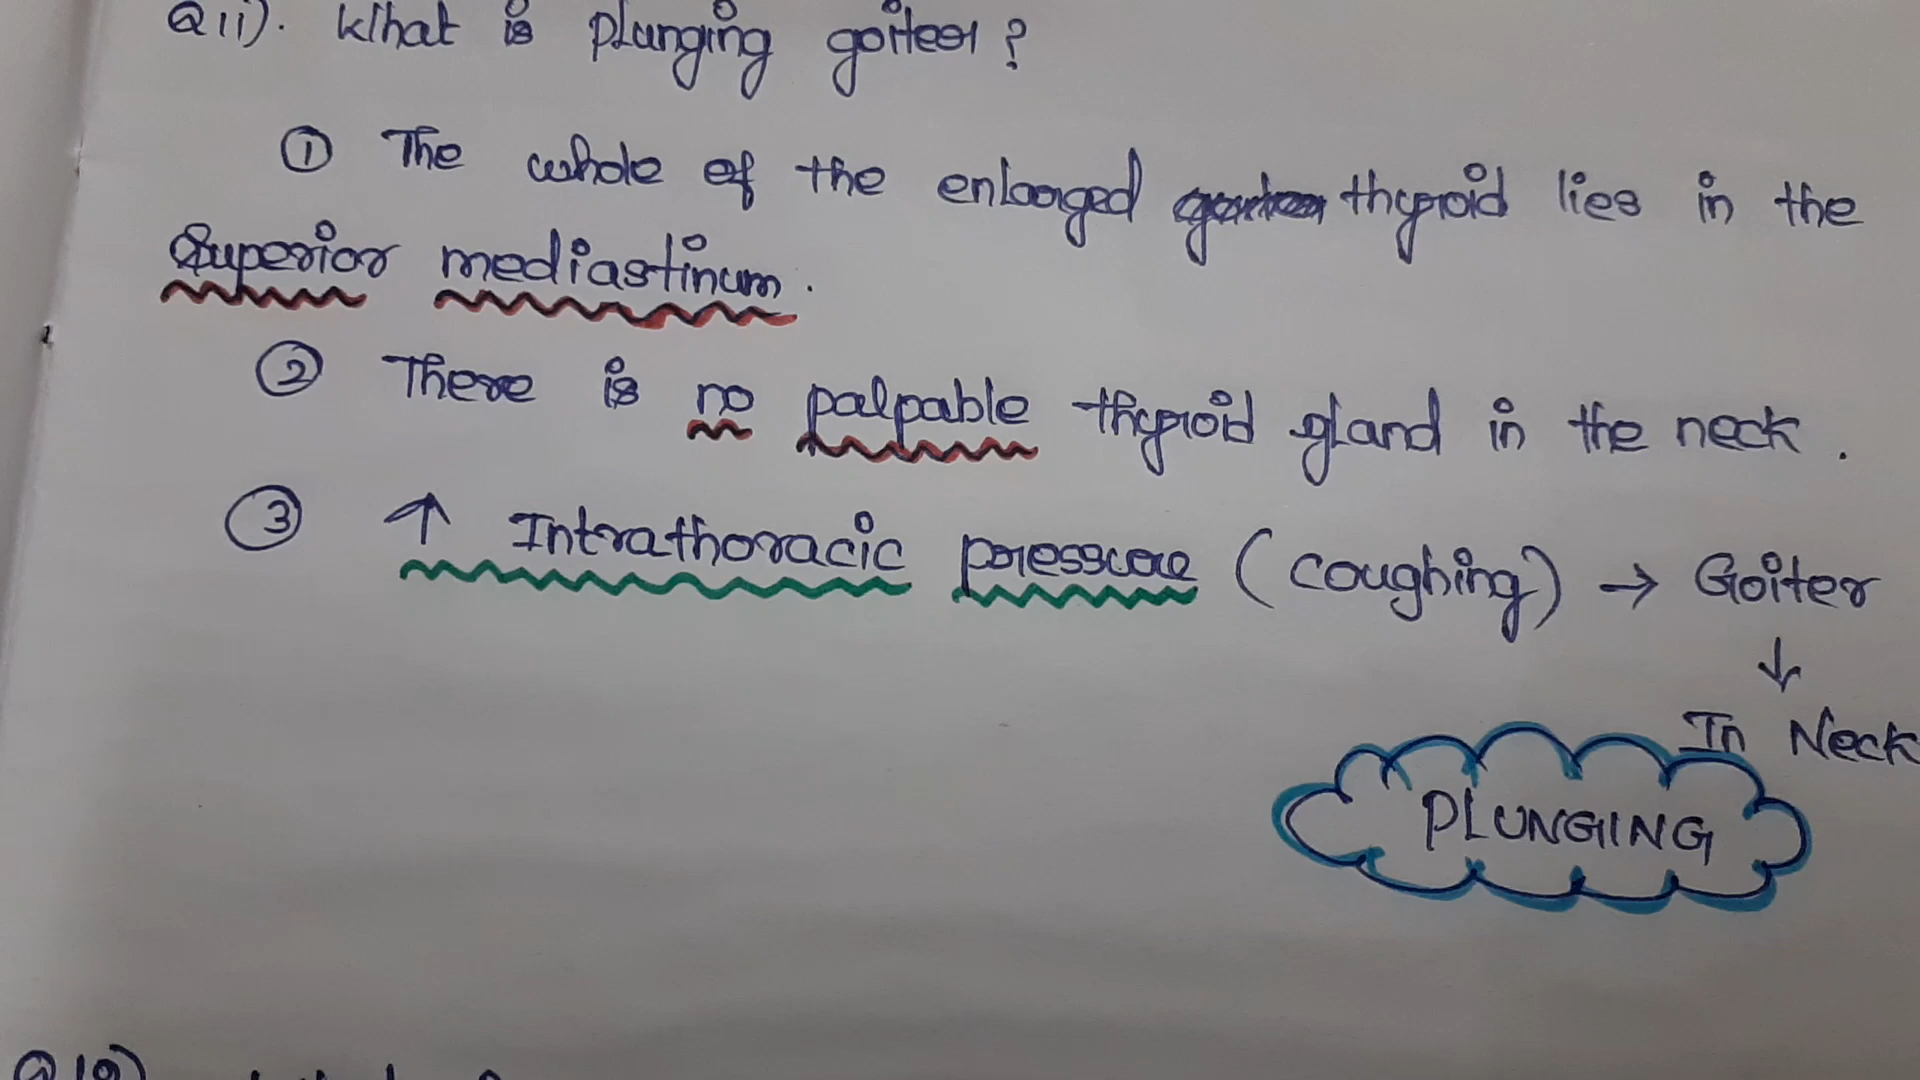 Q11). What is plunging goiter?
① The whole of the enlarged thyroid lies in the
Superior mediastinum.
② There is no palpable thyroid gland in the neck.
③ ↑ Intrathoracic pressure (coughing) → Goiter
↓
In Neck
PLUNGING